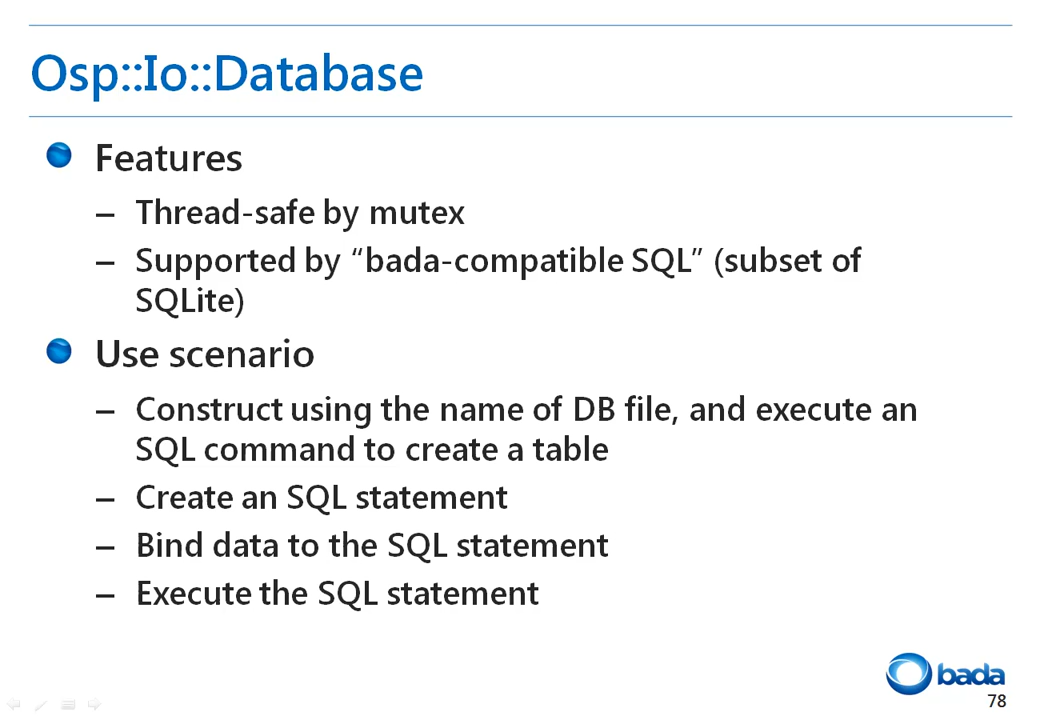 Osp::Io::Database
Features
– Thread-safe by mutex
– Supported by “bada-compatible SQL” (subset of
SQLite)
Use scenario
– Construct using the name of DB file, and execute an
SQL command to create a table
– Create an SQL statement
– Bind data to the SQL statement
– Execute the SQL statement
bada
78